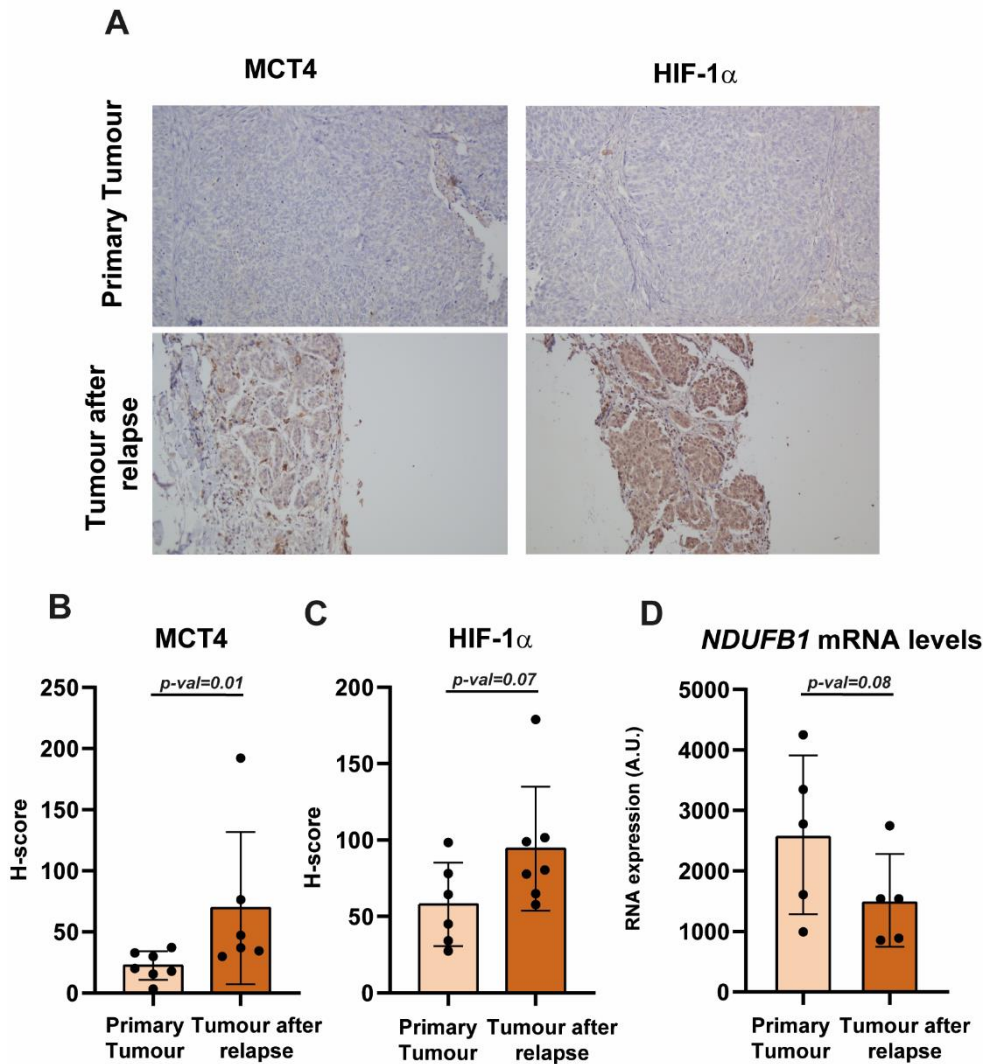 A
MCT4
HIF-1α
Primary Tumour
Tumour after
relapse
B
MCT4
p-val=0.01
H-score
250
200
150
100
50
0
Primary
Tumour
Tumour after
relapse
C
HIF-1α
p-val=0.07
H-score
200
150
100
50
0
Primary
Tumour
Tumour after
relapse
D
NDUFB1 mRNA levels
p-val=0.08
RNA expression (A.U.)
5000
4000
3000
2000
1000
0
Primary
Tumour
Tumour after
relapse